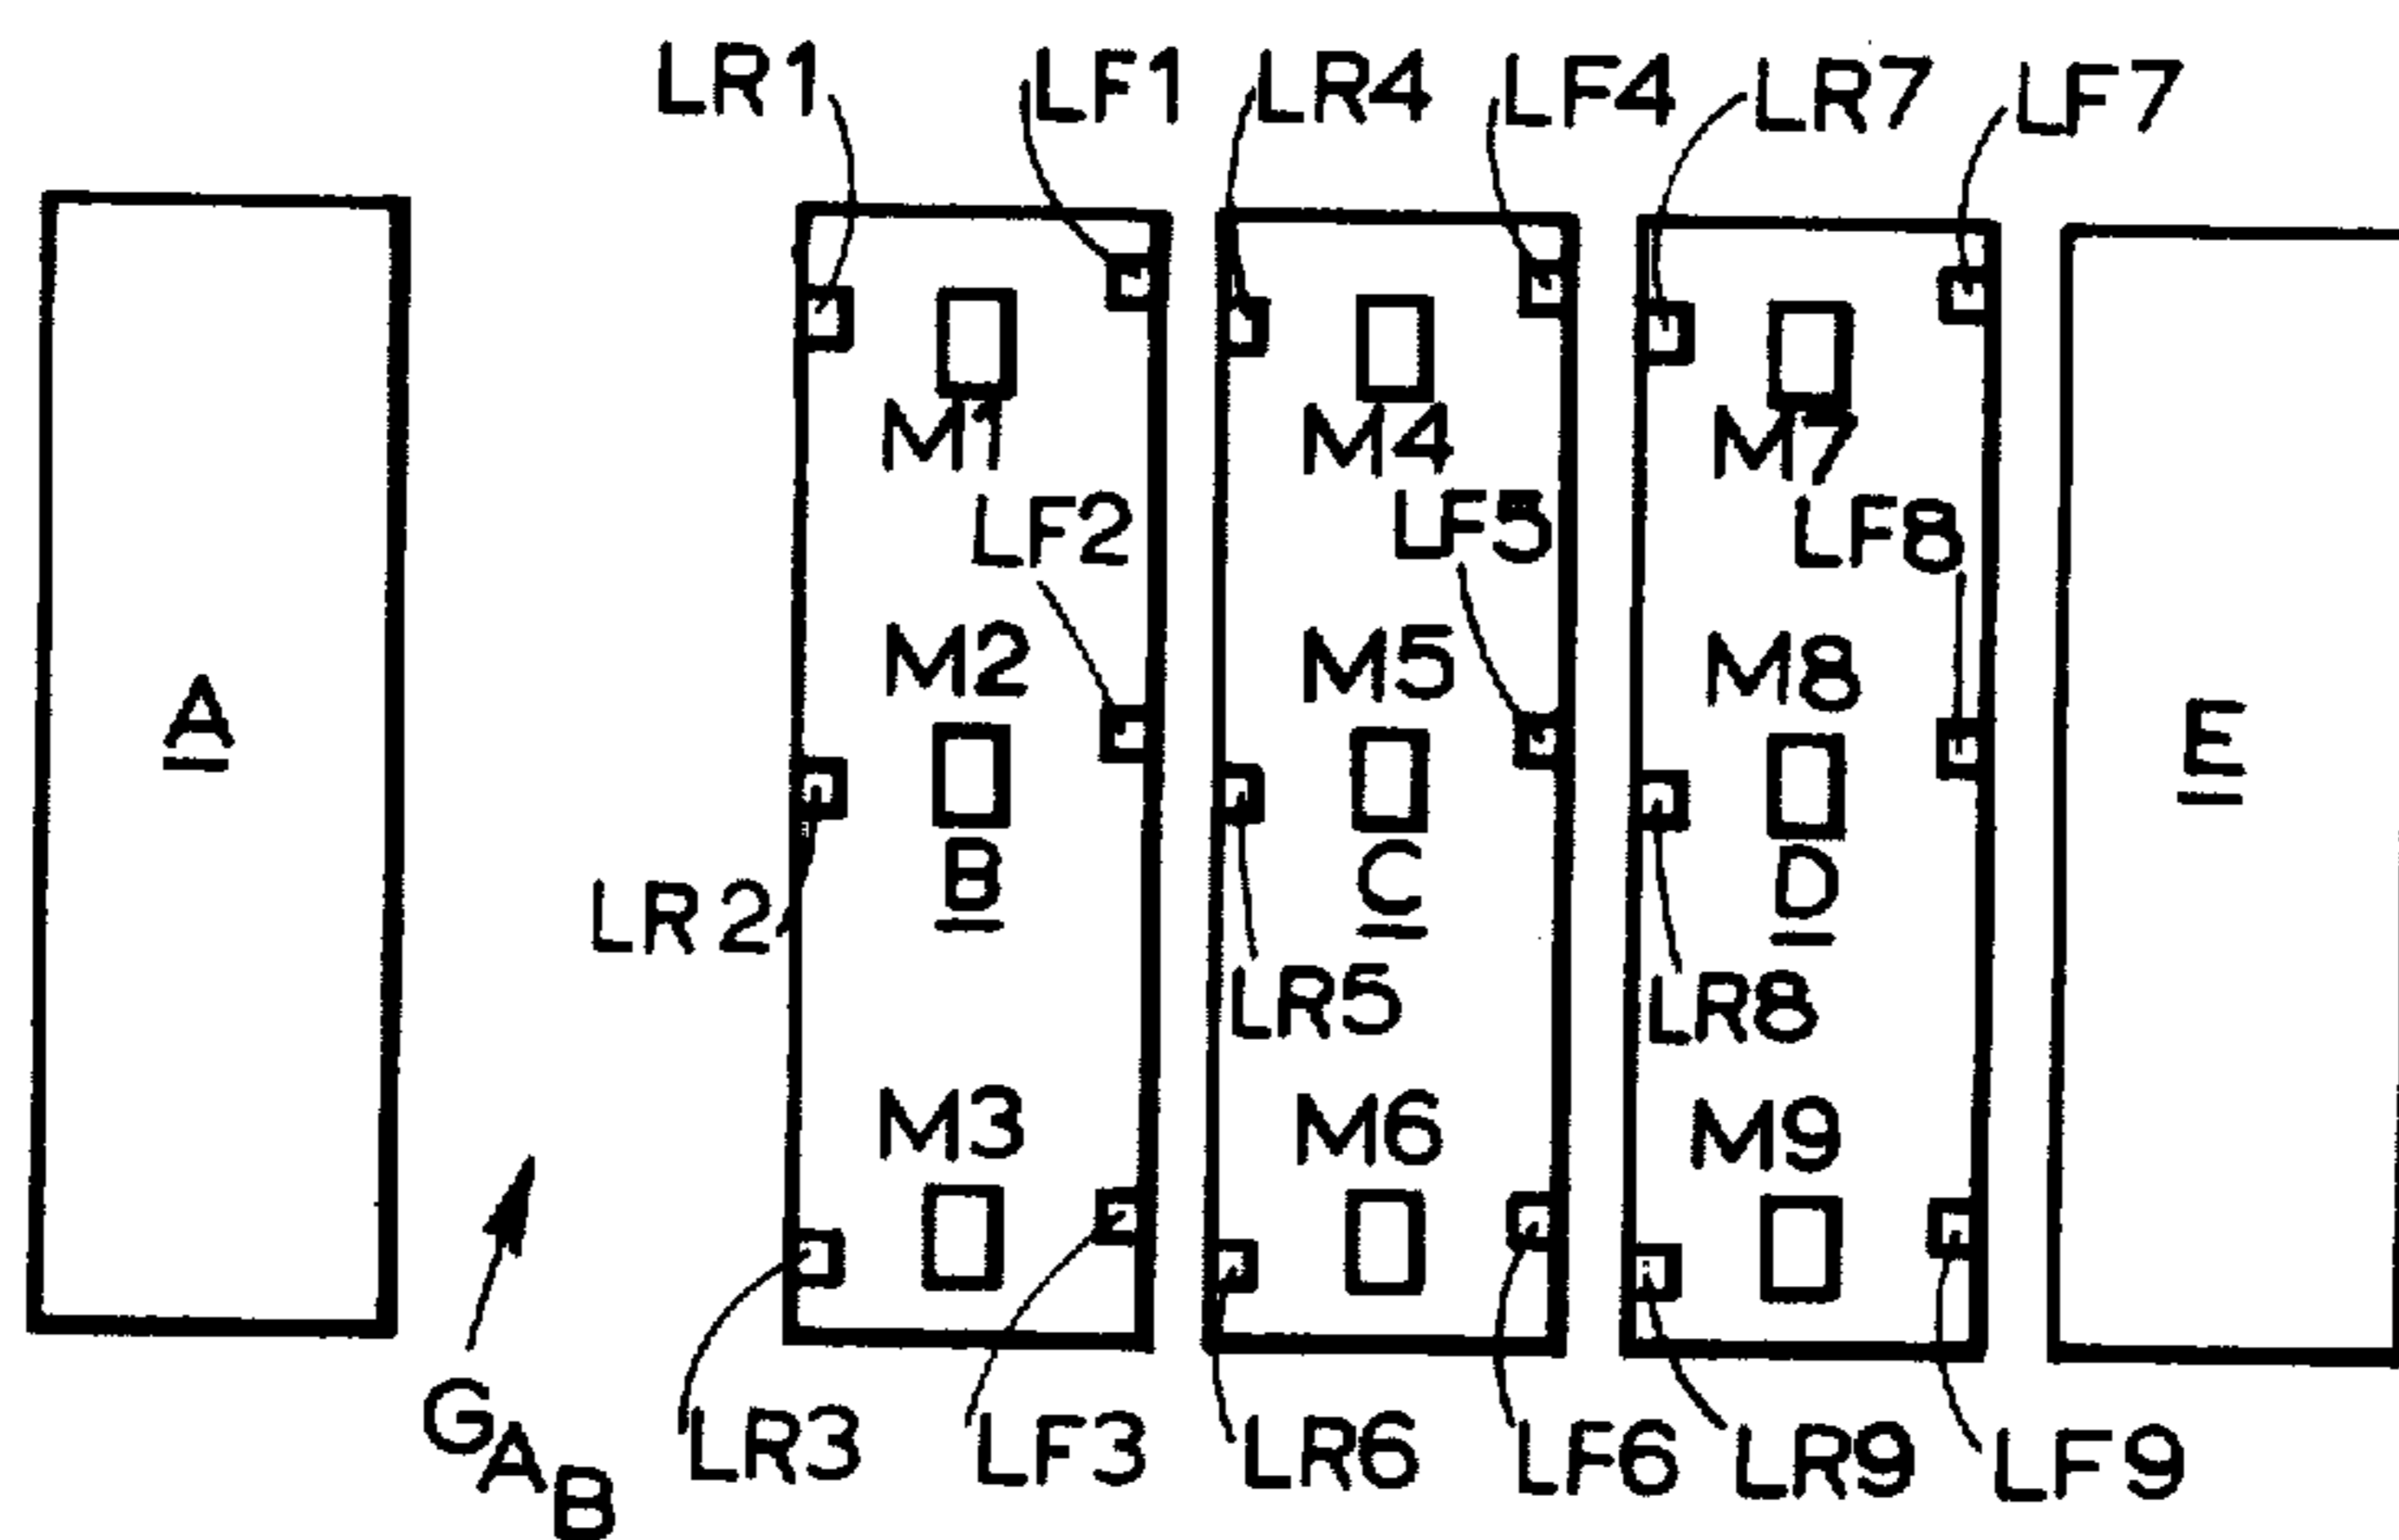 LR1 LF1 LR4 LF4 LR7 LF7
M1 M4 M7
LF2 LF5 LF8
M2 M5 M8
A E
B C D
LR2
LR5 LR8
M3 M6 M9
GAB
LR3 LF3 LR6 LF6 LR9 LF9